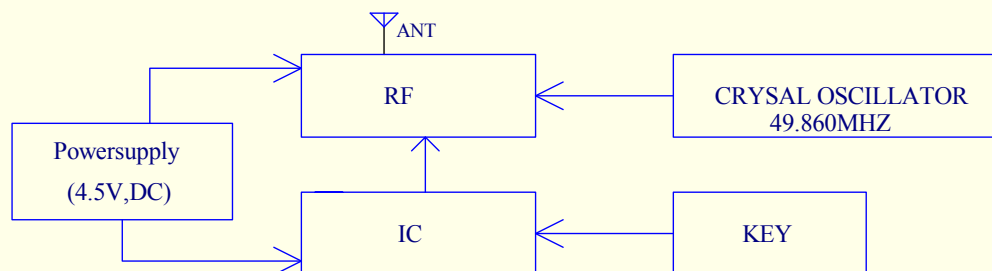 ANT
RF
CRYSAL OSCILLATOR
49.860MHZ
Powersupply
(4.5V,DC)
IC
KEY